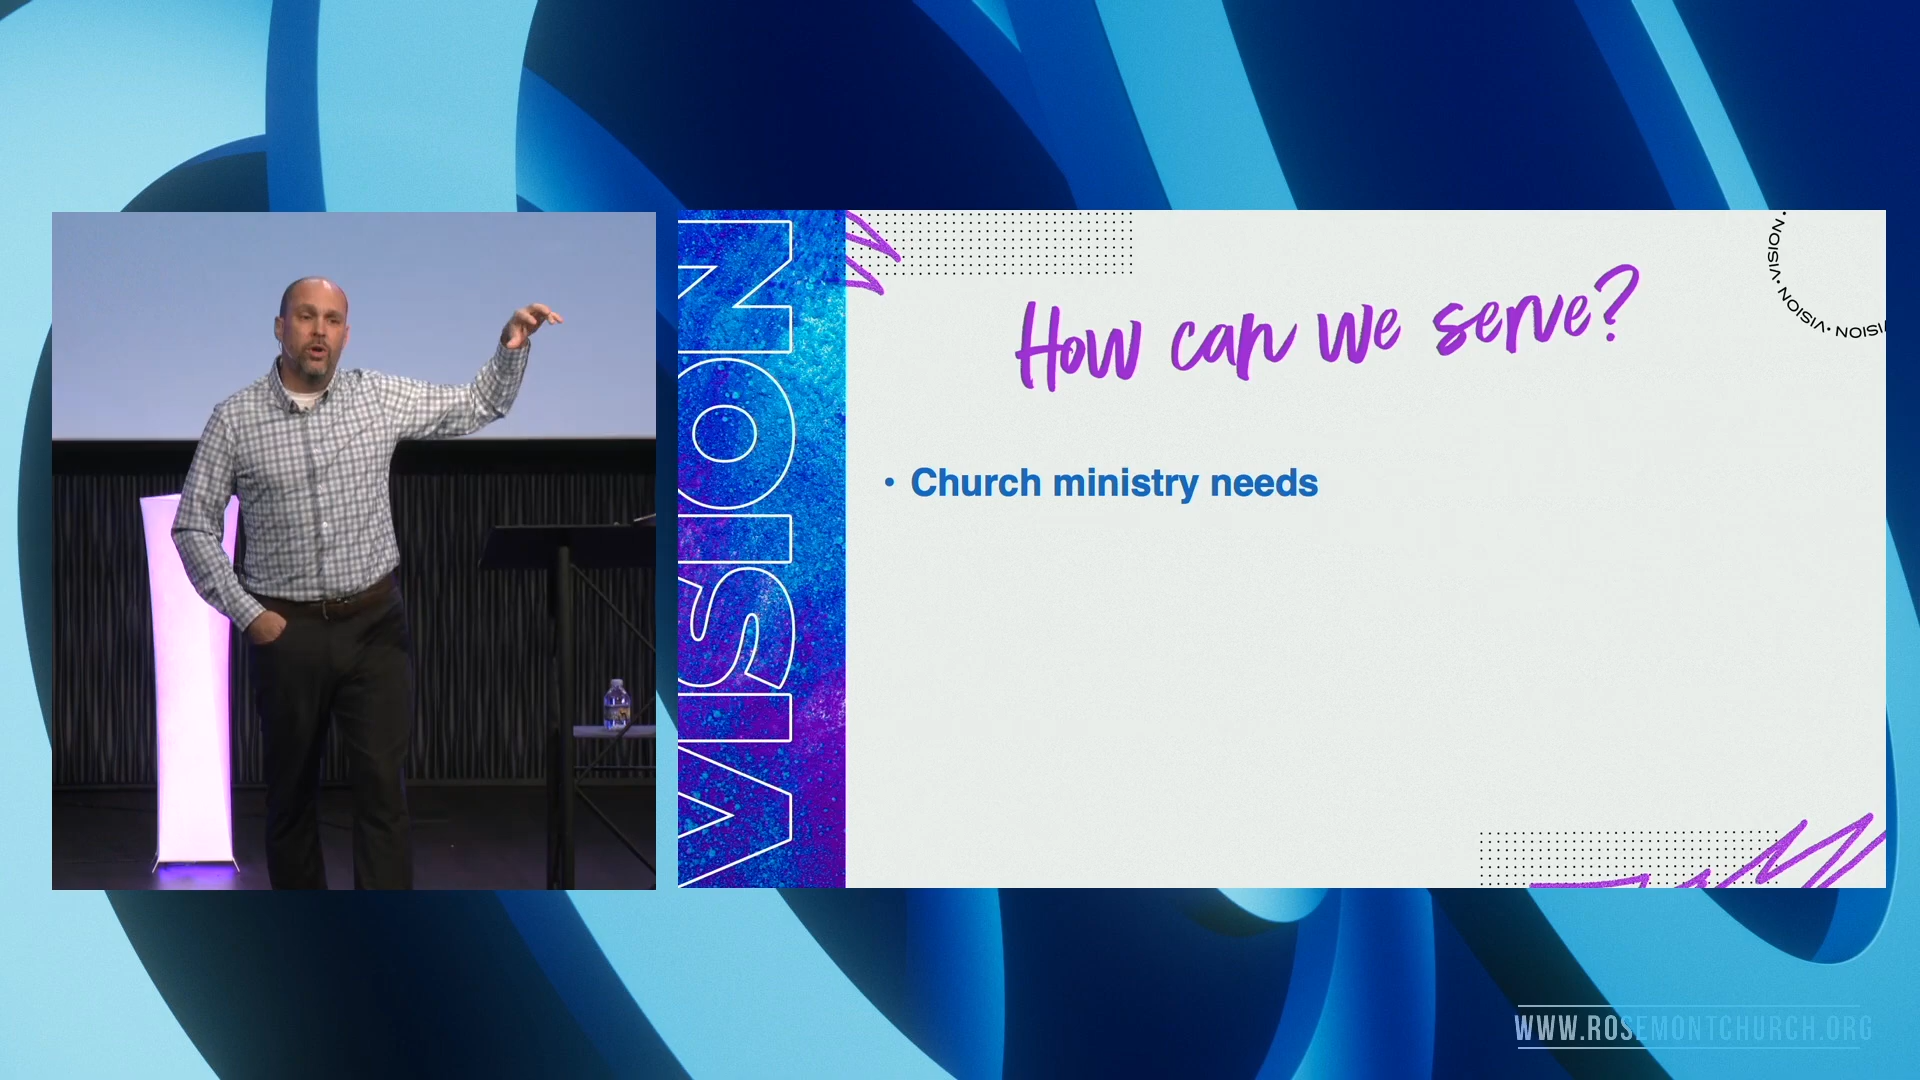 VISION
How can we serve?
• VISION • VISION • VISION
• Church ministry needs
WWW.ROSEMONTCHURCH.ORG